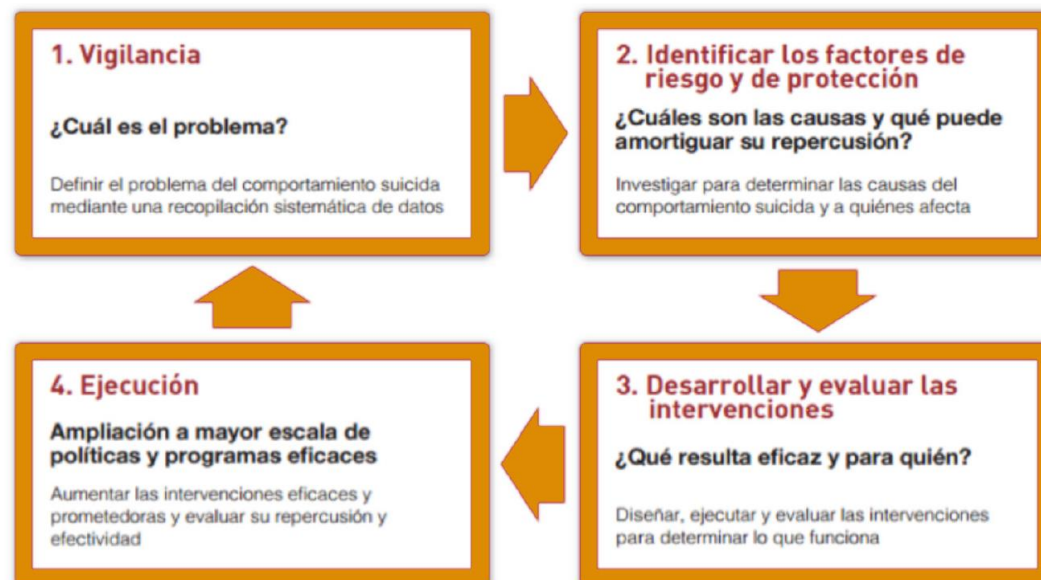 1. Vigilancia
¿Cuál es el problema?
Definir el problema del comportamiento suicida
mediante una recopilación sistemática de datos
2. Identificar los factores de
riesgo y de protección
¿Cuáles son las causas y qué puede
amortiguar su repercusión?
Investigar para determinar las causas del
comportamiento suicida y a quiénes afecta
3. Desarrollar y evaluar las
intervenciones
¿Qué resulta eficaz y para quién?
Diseñar, ejecutar y evaluar las intervenciones
para determinar lo que funciona
4. Ejecución
Ampliación a mayor escala de
políticas y programas eficaces
Aumentar las intervenciones eficaces y
prometedoras y evaluar su repercusión y
efectividad